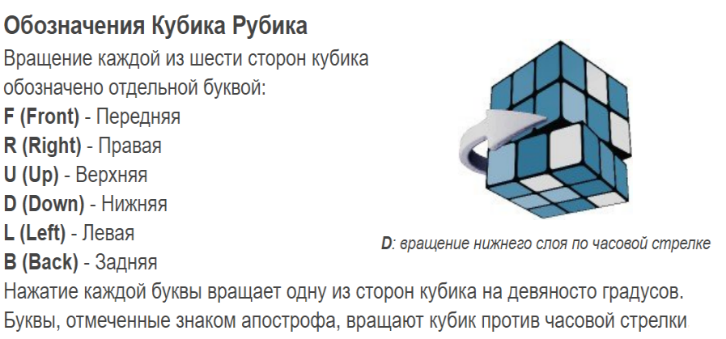 Обозначения Кубика Рубика
Вращение каждой из шести сторон кубика
обозначено отдельной буквой:
F (Front) - Передняя
R (Right) - Правая
U (Up) - Верхняя
D (Down) - Нижняя
L (Left) - Левая
B (Back) - Задняя
D: вращение нижнего слоя по часовой стрелке
Нажатие каждой буквы вращает одну из сторон кубика на девяносто градусов.
Буквы, отмеченные знаком апострофа, вращают кубик против часовой стрелки